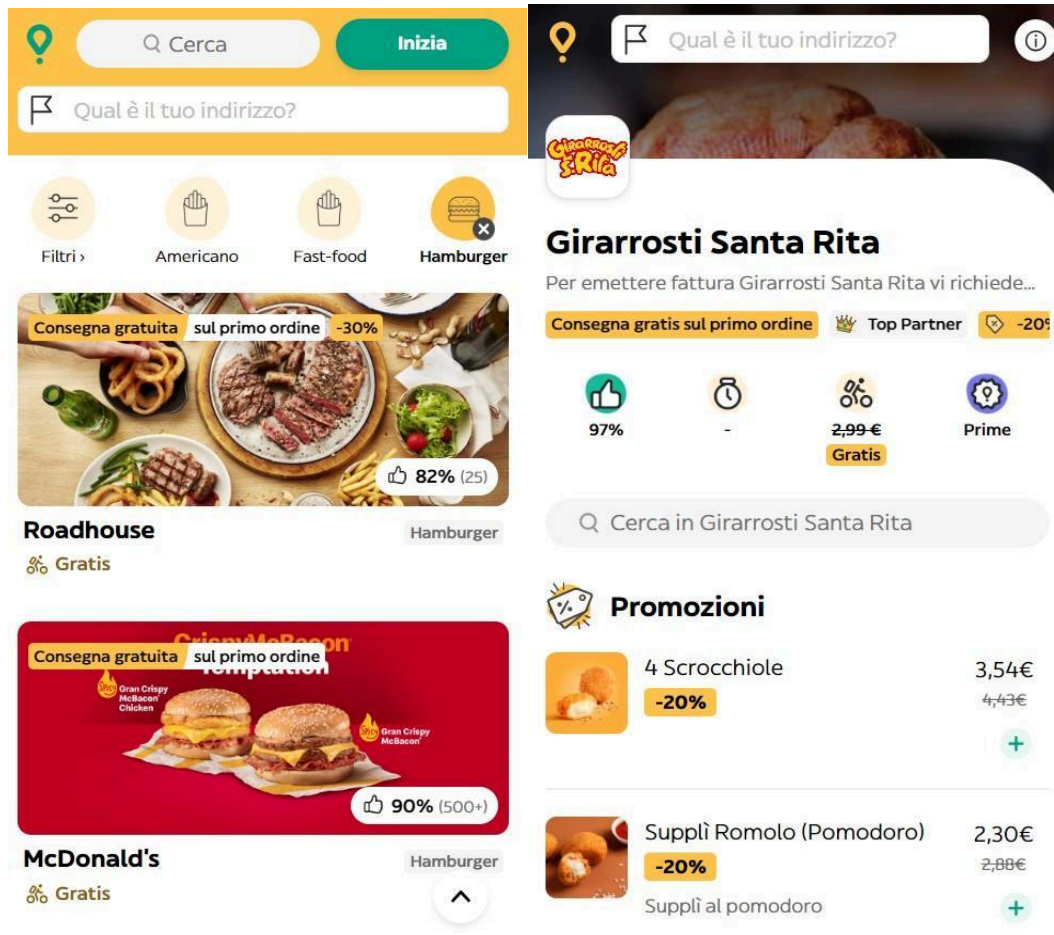 Cerca
Inizia
Qual è il tuo indirizzo?
Filtri ›
Americano
Fast-food
Hamburger
Consegna gratuita sul primo ordine -30%
82% (25)
Roadhouse
Hamburger
Gratis
CrispyMcBacon
Consegna gratuita sul primo ordine
Temptation
Spicy
Gran Crispy
McBacon
Chicken
Spicy
Gran Crispy
McBacon
90% (500+)
McDonald's
Hamburger
Gratis
Qual è il tuo indirizzo?
Girarrosti
S.Rita
Girarrosti Santa Rita
Per emettere fattura Girarrosti Santa Rita vi richiede...
Consegna gratis sul primo ordine
Top Partner
-20%
97%
-
2,99 €
Prime
Gratis
Cerca in Girarrosti Santa Rita
Promozioni
4 Scrocchiole
3,54€
-20%
4,43€
Supplì Romolo (Pomodoro)
2,30€
-20%
2,88€
Supplì al pomodoro